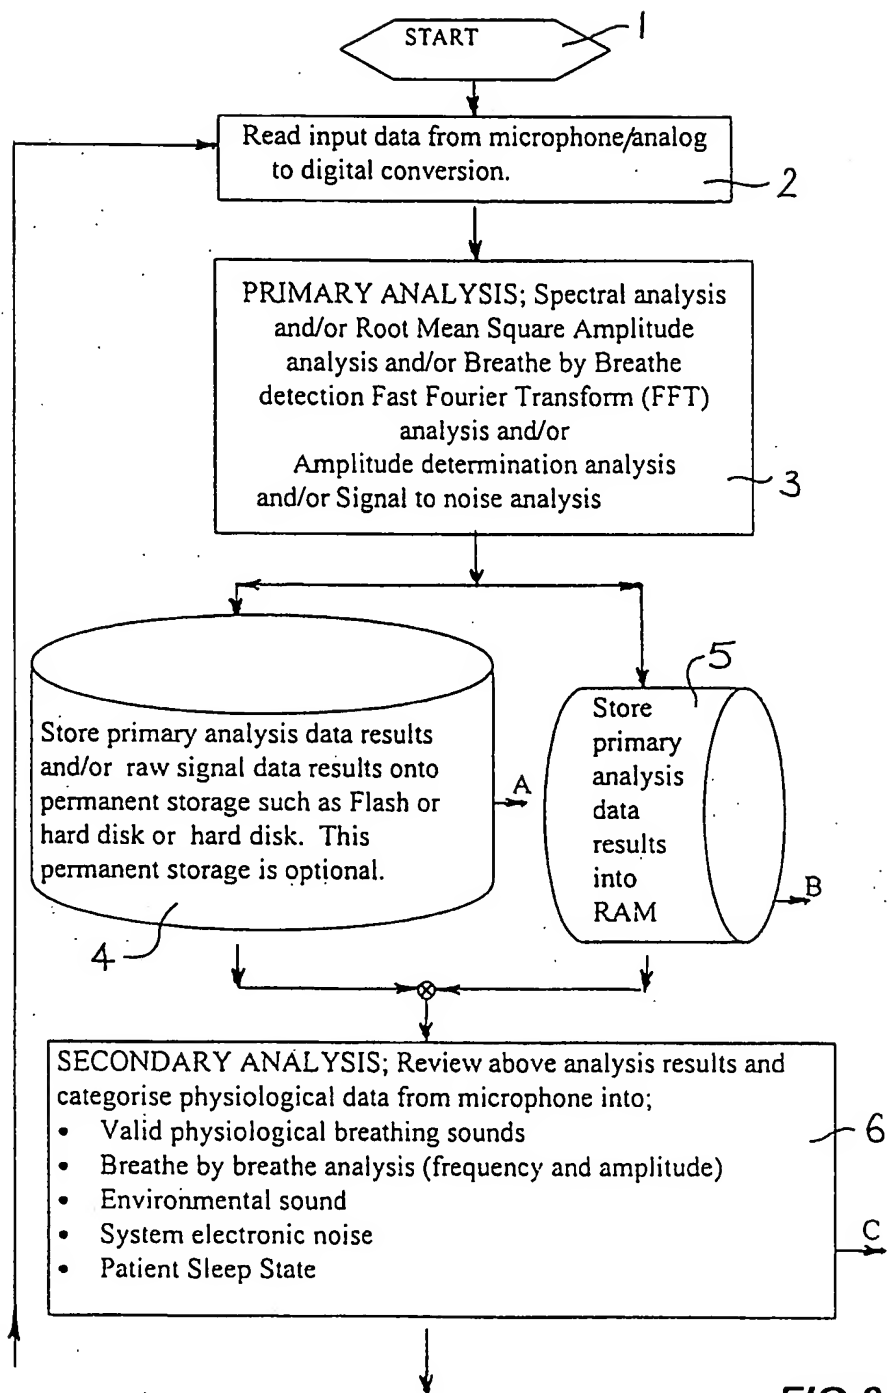 START
1
Read input data from microphone/analog
to digital conversion.
2
PRIMARY ANALYSIS; Spectral analysis
and/or Root Mean Square Amplitude
analysis and/or Breathe by Breathe
detection Fast Fourier Transform (FFT)
analysis and/or
Amplitude determination analysis
and/or Signal to noise analysis
3
Store primary analysis data results
and/or raw signal data results onto
permanent storage such as Flash or
hard disk or hard disk. This
permanent storage is optional.
A
4
5
Store
primary
analysis
data
results
into
RAM
B
SECONDARY ANALYSIS; Review above analysis results and
categorise physiological data from microphone into;
• Valid physiological breathing sounds
• Breathe by breathe analysis (frequency and amplitude)
• Environmental sound
• System electronic noise
• Patient Sleep State
6
C